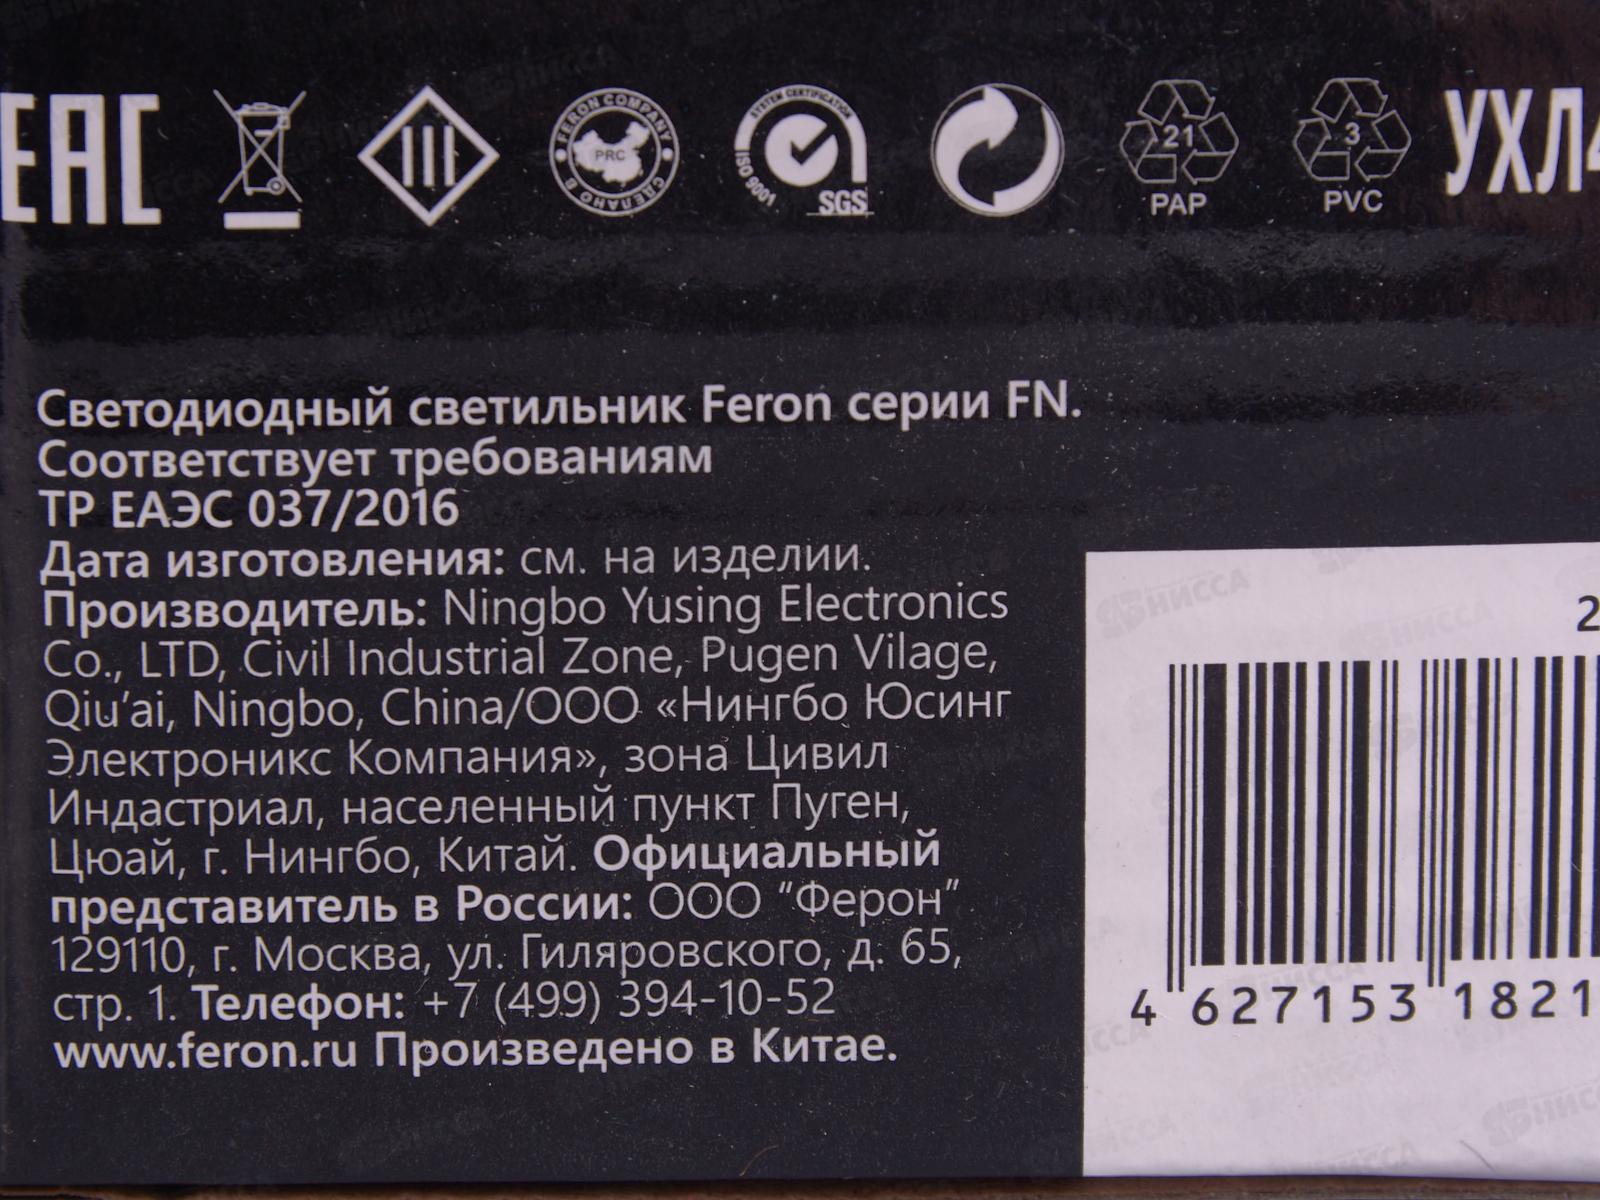 ЕАС
III
FERON COMPANY
PRC
СДЕЛАНО В
SYSTEM CERTIFICATION
ISO 9001
SGS
21
PAP
3
PVC
УХЛ4
Светодиодный светильник Feron серии FN.
Соответствует требованиям
ТР ЕАЭС 037/2016
Дата изготовления: см. на изделии.
Производитель: Ningbo Yusing Electronics
Co., LTD, Civil Industrial Zone, Pugen Vilage,
Qiu'ai, Ningbo, China/ООО «Нингбо Юсинг
Электроникс Компания», зона Цивил
Индастриал, населенный пункт Пуген,
Цюай, г. Нингбо, Китай. Официальный
представитель в России: ООО "Ферон"
129110, г. Москва, ул. Гиляровского, д. 65,
стр. 1. Телефон: +7 (499) 394-10-52
www.feron.ru Произведено в Китае.
2
4 627153 1821
НИССА